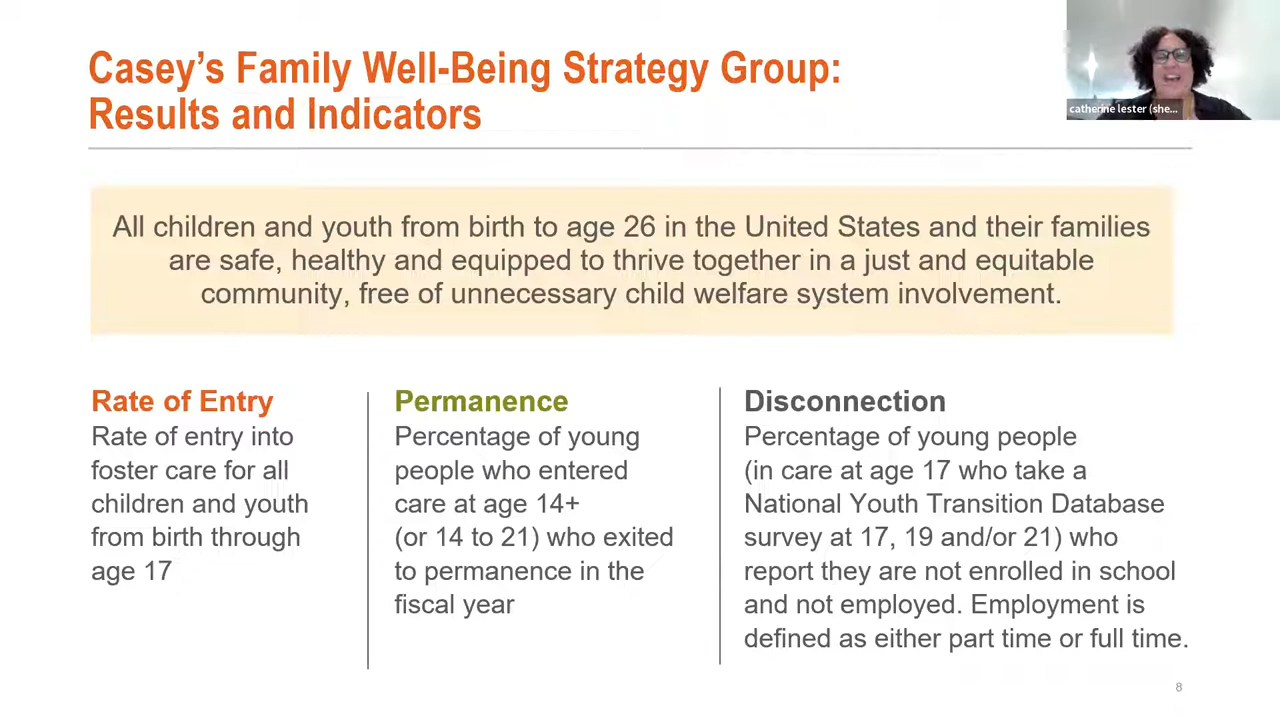 Casey's Family Well-Being Strategy Group:
Results and Indicators
catherine lester (she...
All children and youth from birth to age 26 in the United States and their families
are safe, healthy and equipped to thrive together in a just and equitable
community, free of unnecessary child welfare system involvement.
Rate of Entry
Rate of entry into
foster care for all
children and youth
from birth through
age 17
Permanence
Percentage of young
people who entered
care at age 14+
(or 14 to 21) who exited
to permanence in the
fiscal year
Disconnection
Percentage of young people
(in care at age 17 who take a
National Youth Transition Database
survey at 17, 19 and/or 21) who
report they are not enrolled in school
and not employed. Employment is
defined as either part time or full time.
8